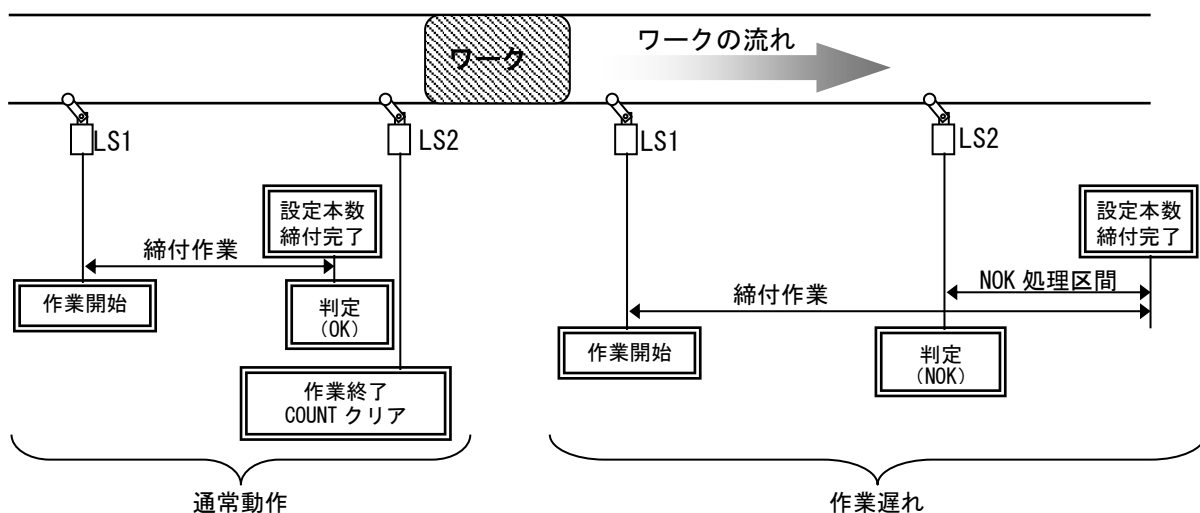 ワーク
ワークの流れ
LS1
LS2
LS1
LS2
設定本数
締付完了
締付作業
作業開始
判定
(OK)
作業終了
COUNT クリア
通常動作
設定本数
締付完了
NOK 処理区間
締付作業
作業開始
判定
(NOK)
作業遅れ